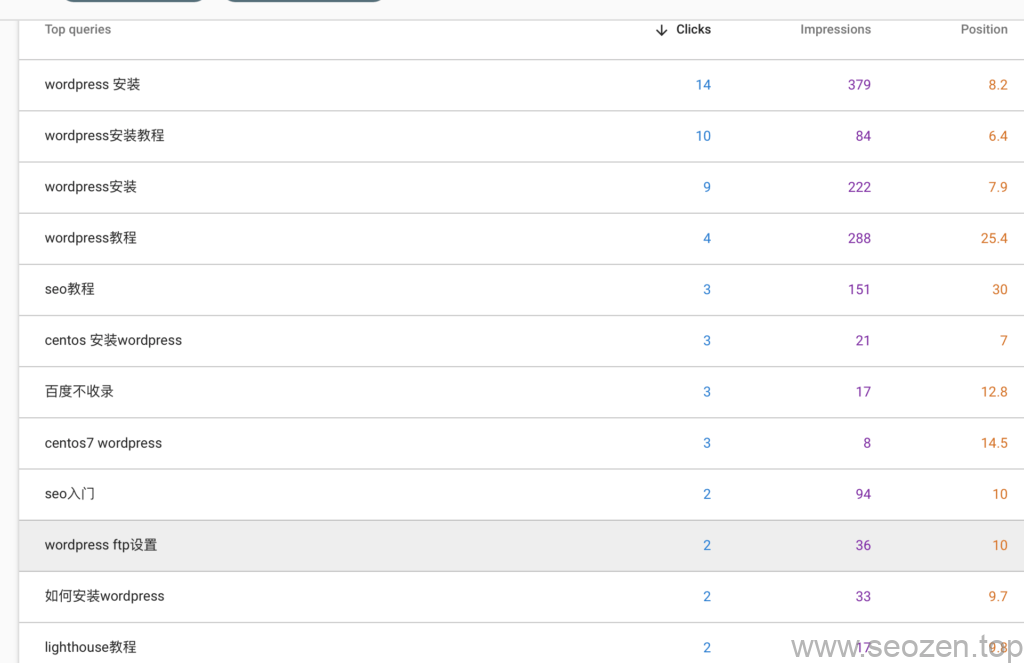 Top queries Clicks Impressions Position
wordpress 安装 14 379 8.2
wordpress安装教程 10 84 6.4
wordpress安装 9 222 7.9
wordpress教程 4 288 25.4
seo教程 3 151 30
centos 安装wordpress 3 21 7
百度不收录 3 17 12.8
centos7 wordpress 3 8 14.5
seo入门 2 94 10
wordpress ftp设置 2 36 10
如何安装wordpress 2 33 9.7
lighthouse教程 2 17 9.8
www.seozen.top